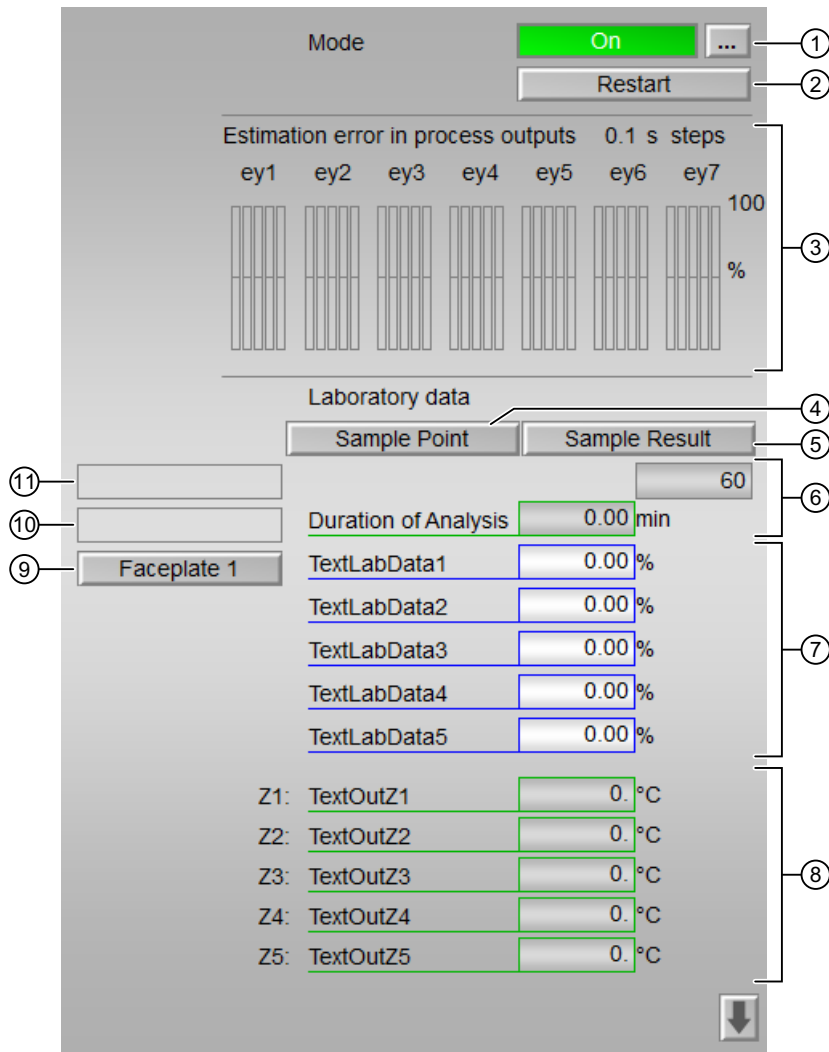 Mode On ... 1
Restart 2
Estimation error in process outputs 0.1 s steps
ey1 ey2 ey3 ey4 ey5 ey6 ey7
100
% 3
Laboratory data
4
Sample Point Sample Result 5
11 60 6
10 Duration of Analysis 0.00 min
9 Faceplate 1 TextLabData1 0.00 %
TextLabData2 0.00 %
TextLabData3 0.00 % 7
TextLabData4 0.00 %
TextLabData5 0.00 %
Z1: TextOutZ1 0. °C
Z2: TextOutZ2 0. °C
Z3: TextOutZ3 0. °C 8
Z4: TextOutZ4 0. °C
Z5: TextOutZ5 0. °C